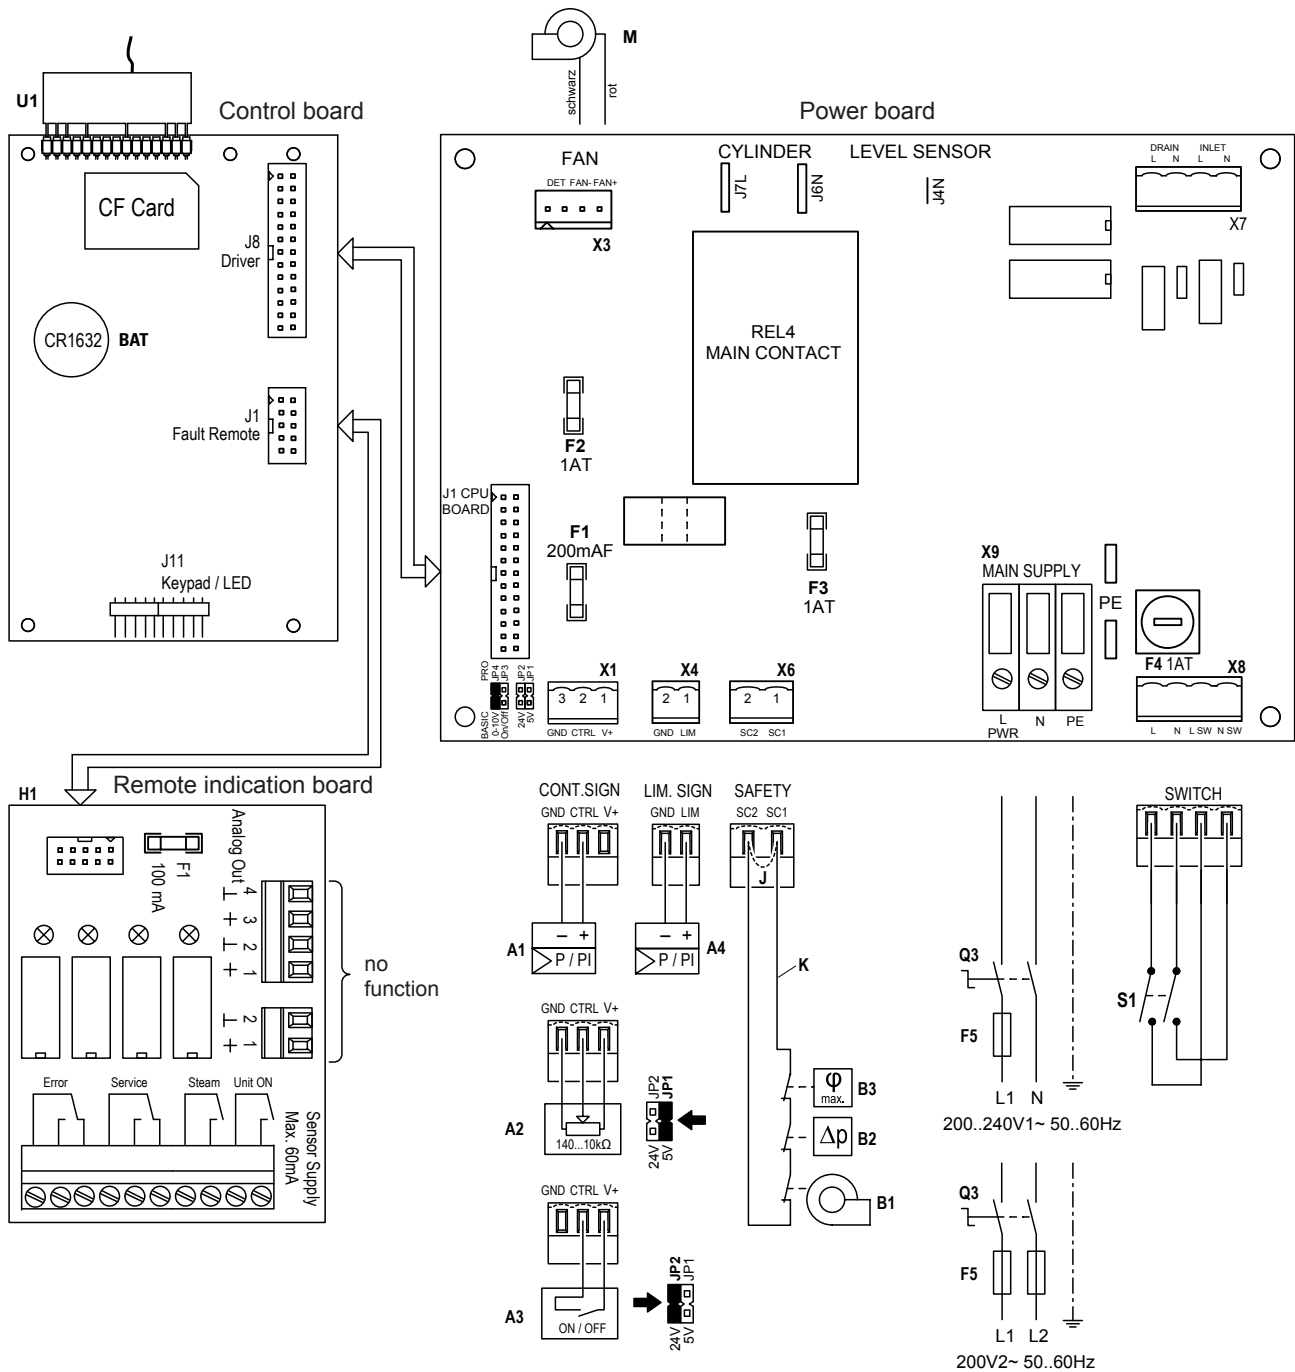 M
schwarz
rot
U1
Control board
Power board
CF Card
J8
Driver
CR1632
BAT
J1
Fault Remote
J11
Keypad / LED
FAN
DET FAN- FAN+
X3
CYLINDER
J7L
J6N
LEVEL SENSOR
J4N
DRAIN INLET
L N L N
X7
REL4
MAIN CONTACT
F2
1AT
J1 CPU
BOARD
F1
200mAF
F3
1AT
X9
MAIN SUPPLY
PE
L N PE
PWR
F4 1AT
X8
L N L SW N SW
PRO
JP4
JP3
BASIC
0-10V
On/Off
JP2
JP1
24V
5V
X1
3 2 1
GND CTRL V+
X4
2 1
GND LIM
X6
2 1
SC2 SC1
H1
Remote indication board
F1
100 mA
Analog Out
4
3
2
1
⊥
+
⊥
+
2
1
⊥
+
no
function
Error Service Steam Unit ON
Sensor Supply
Max. 60mA
CONT.SIGN
GND CTRL V+
A1
– +
P / PI
LIM. SIGN
GND LIM
– +
P / PI
A4
SAFETY
SC2 SC1
J
K
φ
max.
B3
Δp
B2
B1
GND CTRL V+
A2
140...10kΩ
JP2
JP1
24V
5V
GND CTRL V+
A3
ON / OFF
JP2
JP1
24V
5V
Q3
F5
L1 N
200..240V1~ 50..60Hz
Q3
F5
L1 L2
200V2~ 50..60Hz
SWITCH
S1